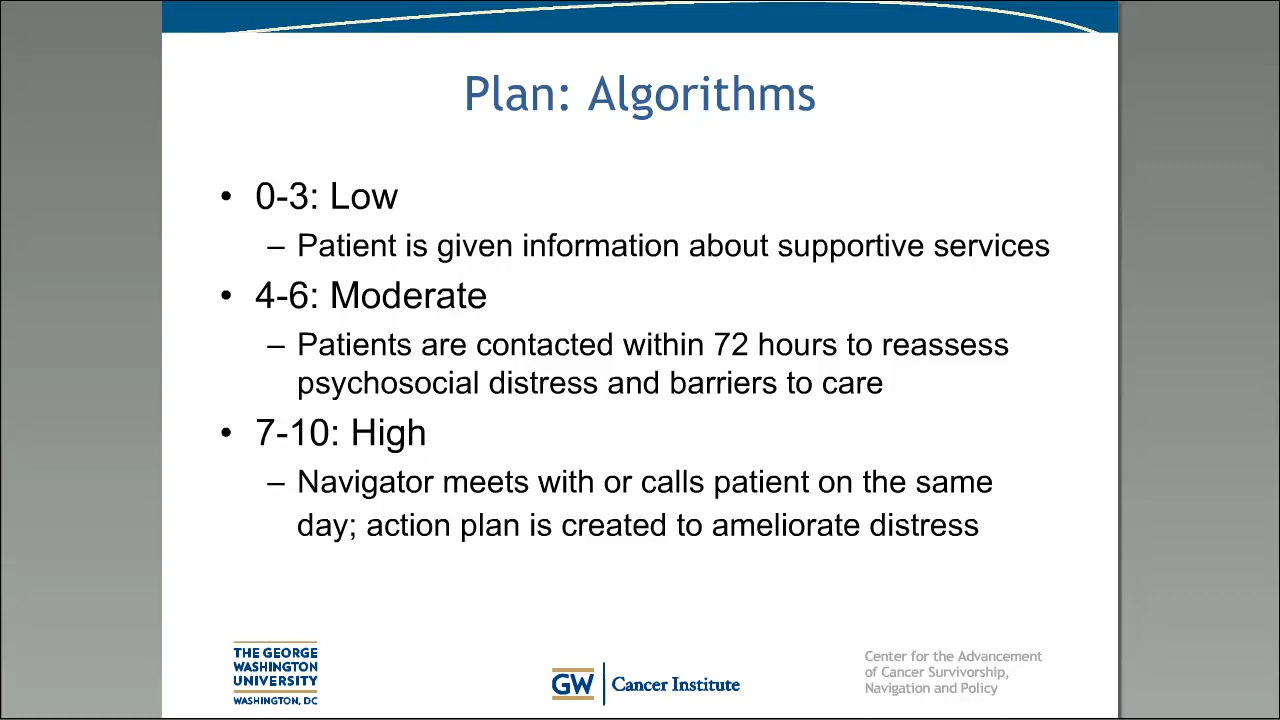 Plan: Algorithms
• 0-3: Low
– Patient is given information about supportive services
• 4-6: Moderate
– Patients are contacted within 72 hours to reassess
psychosocial distress and barriers to care
• 7-10: High
– Navigator meets with or calls patient on the same
day; action plan is created to ameliorate distress
THE GEORGE
WASHINGTON
UNIVERSITY
WASHINGTON, DC
GW Cancer Institute
Center for the Advancement
of Cancer Survivorship,
Navigation and Policy